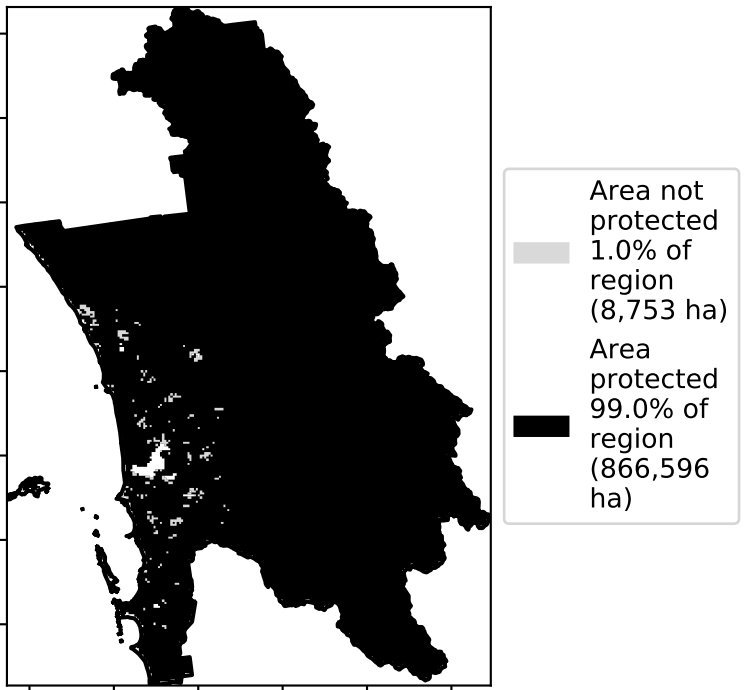 Area not
protected
1.0% of
region
(8,753 ha)
Area
protected
99.0% of
region
(866,596
ha)